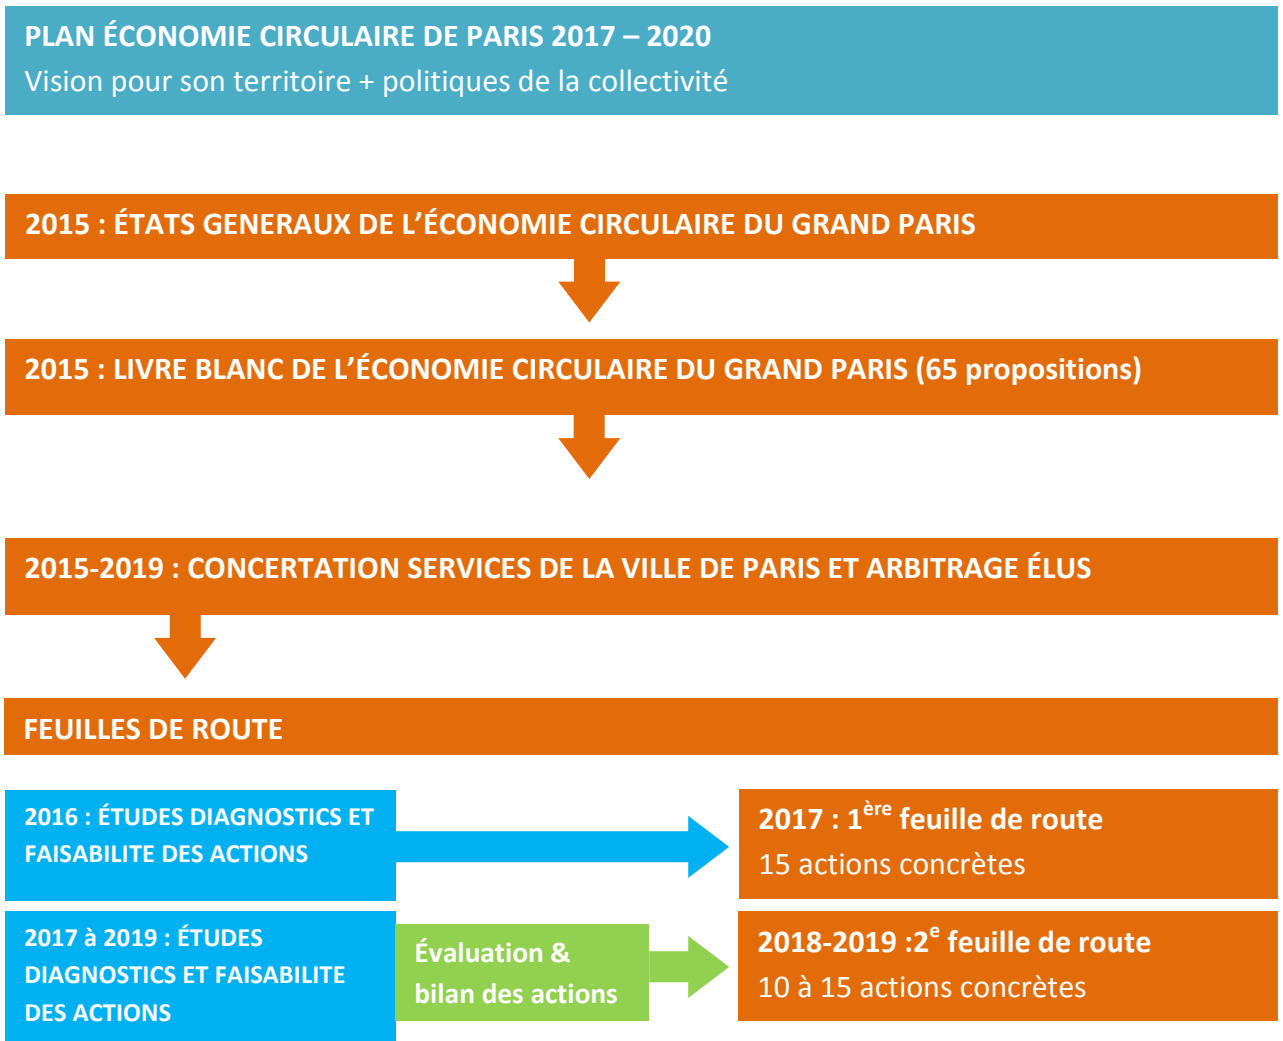 PLAN ÉCONOMIE CIRCULAIRE DE PARIS 2017 – 2020
Vision pour son territoire + politiques de la collectivité
2015 : ÉTATS GENERAUX DE L’ÉCONOMIE CIRCULAIRE DU GRAND PARIS
2015 : LIVRE BLANC DE L’ÉCONOMIE CIRCULAIRE DU GRAND PARIS (65 propositions)
2015-2019 : CONCERTATION SERVICES DE LA VILLE DE PARIS ET ARBITRAGE ÉLUS
FEUILLES DE ROUTE
2016 : ÉTUDES DIAGNOSTICS ET
FAISABILITE DES ACTIONS
2017 : 1ère feuille de route
15 actions concrètes
2017 à 2019 : ÉTUDES
DIAGNOSTICS ET FAISABILITE
DES ACTIONS
Évaluation &
bilan des actions
2018-2019 :2e feuille de route
10 à 15 actions concrètes